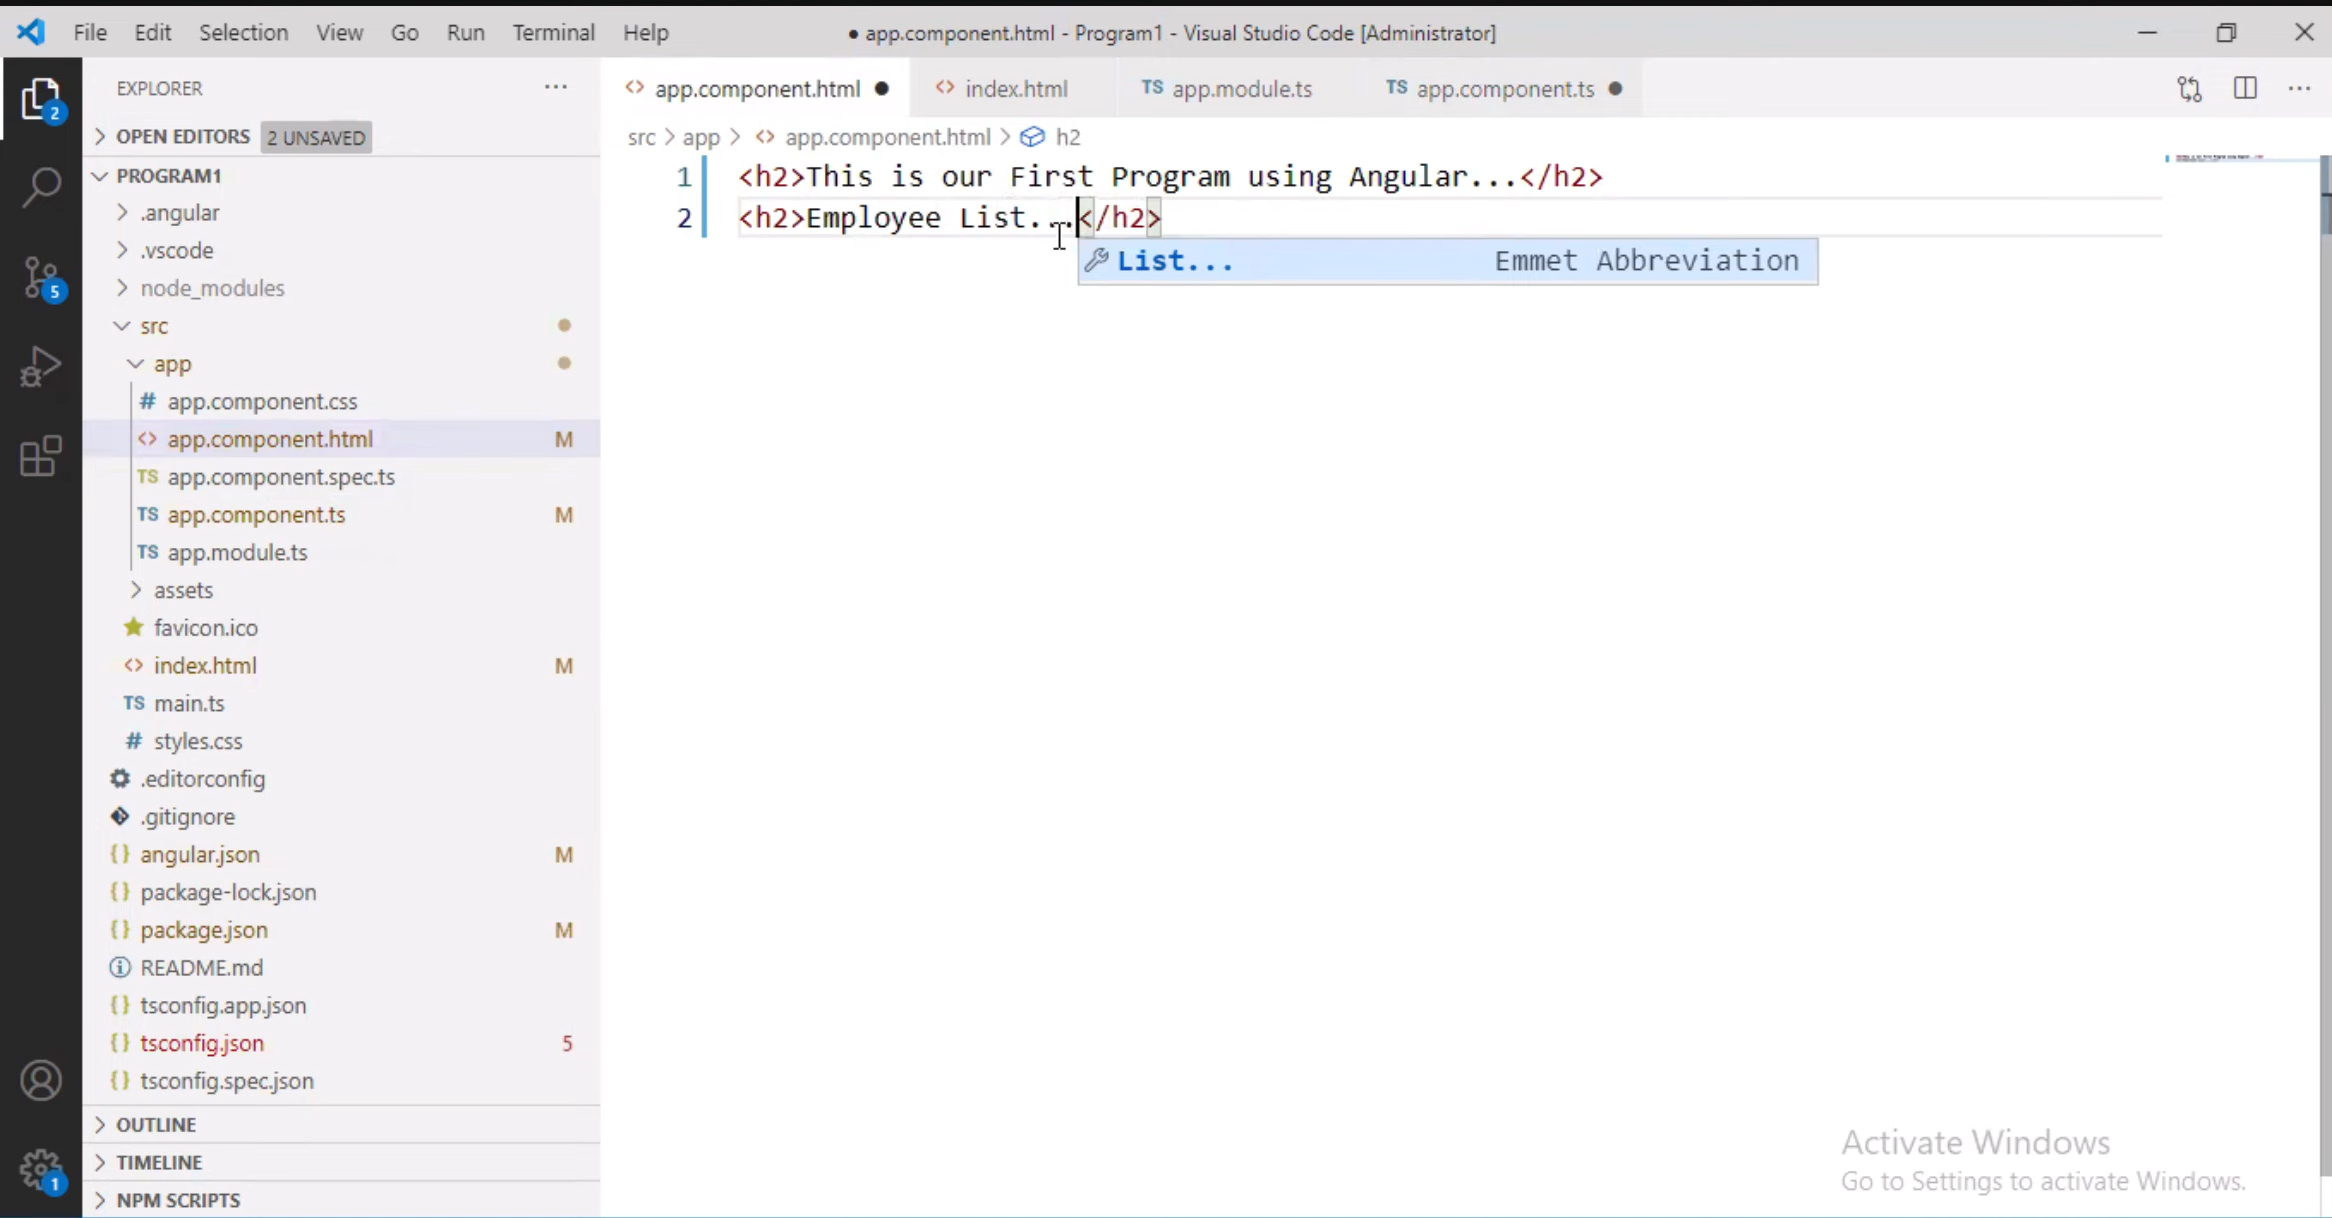 File Edit Selection View Go Run Terminal Help
● app.component.html - Program1 - Visual Studio Code [Administrator]
EXPLORER ...
<> app.component.html ●
<> index.html
TS app.module.ts
TS app.component.ts ●
...
2
OPEN EDITORS 2 UNSAVED
src > app > <> app.component.html > h2
PROGRAM1
1 <h2>This is our First Program using Angular...</h2>
2 <h2>Employee List...</h2>
List... Emmet Abbreviation
.angular
.vscode
5
node_modules
src
app
# app.component.css
<> app.component.html M
TS app.component.spec.ts
TS app.component.ts M
TS app.module.ts
assets
favicon.ico
<> index.html M
TS main.ts
# styles.css
.editorconfig
.gitignore
{} angular.json M
{} package-lock.json
{} package.json M
README.md
{} tsconfig.app.json
{} tsconfig.json 5
{} tsconfig.spec.json
OUTLINE
TIMELINE
1
NPM SCRIPTS
Activate Windows
Go to Settings to activate Windows.